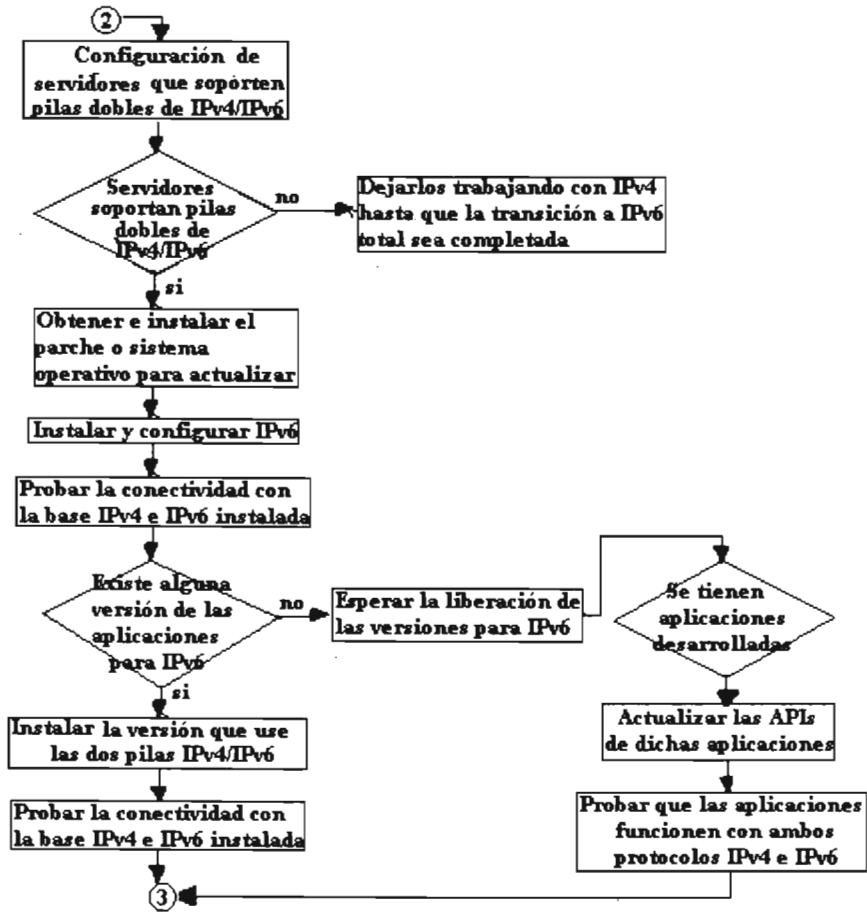 2
Configuración de
servidores que soporten
pilas dobles de IPv4/IPv6
Servidores
soportan pilas
dobles de
IPv4/IPv6
no
Dejarlos trabajando con IPv4
hasta que la transición a IPv6
total sea completada
si
Obtener e instalar el
parche o sistema
operativo para actualizar
Instalar y configurar IPv6
Probar la conectividad con
la base IPv4 e IPv6 instalada
Existe alguna
versión de las
aplicaciones
para IPv6
no
Esperar la liberación de
las versiones para IPv6
Se tienen
aplicaciones
desarrolladas
si
Instalar la versión que use
las dos pilas IPv4/IPv6
Actualizar las APIs
de dichas aplicaciones
Probar la conectividad con
la base IPv4 e IPv6 instalada
Probar que las aplicaciones
funcionen con ambos
protocolos IPv4 e IPv6
3